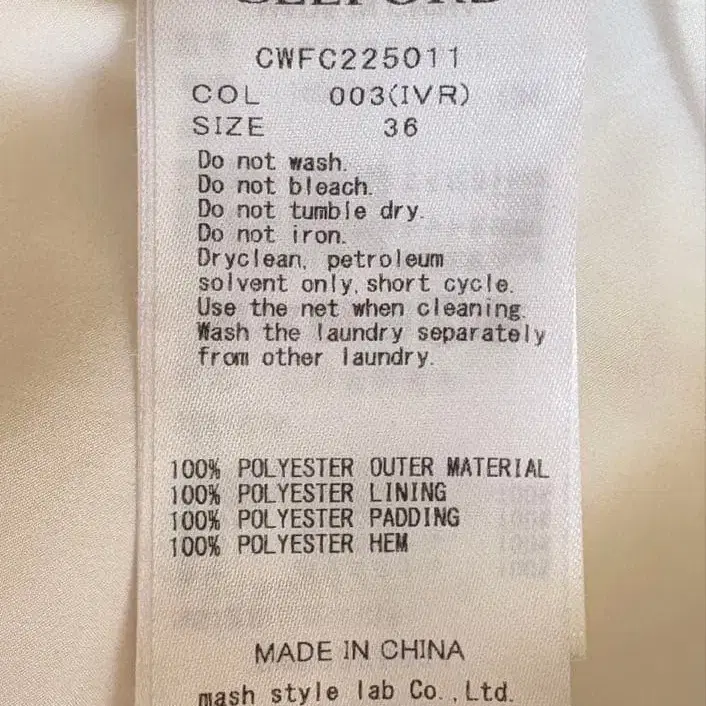 CELFORD
CWFC225011
COL 003(IVR)
SIZE 36
Do not wash.
Do not bleach.
Do not tumble dry.
Do not iron.
Dryclean, petroleum
solvent only, short cycle.
Use the net when cleaning.
Wash the laundry separately
from other laundry.
100% POLYESTER OUTER MATERIAL
100% POLYESTER LINING
100% POLYESTER PADDING
100% POLYESTER HEM
MADE IN CHINA
mash style lab Co.,Ltd.